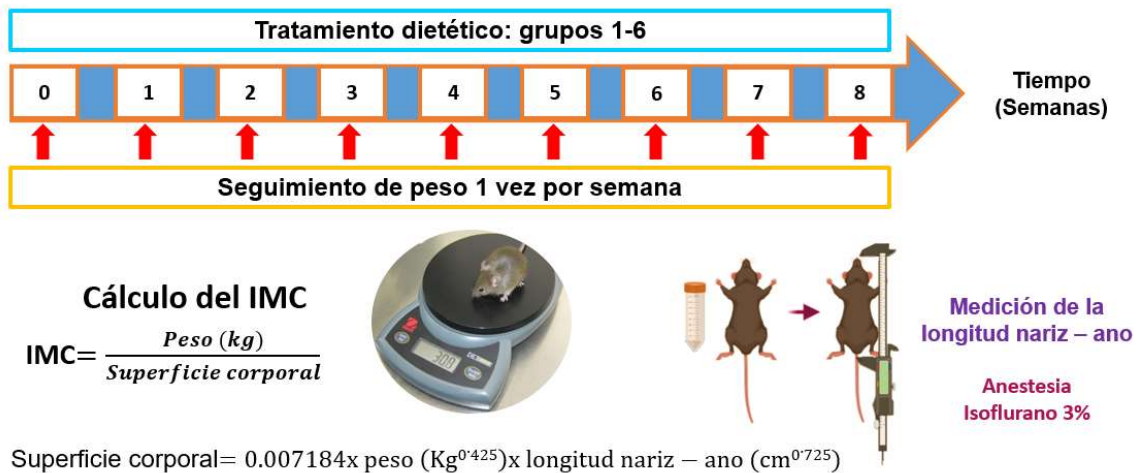 Tratamiento dietético: grupos 1-6
0 1 2 3 4 5 6 7 8
Tiempo
(Semanas)
Seguimiento de peso 1 vez por semana
Cálculo del IMC
IMC= Peso (kg)
Superficie corporal
Medición de la
longitud nariz – ano
Anestesia
Isoflurano 3%
Superficie corporal= 0.007184x peso (Kg⁰˙⁴²⁵)x longitud nariz – ano (cm⁰˙⁷²⁵)